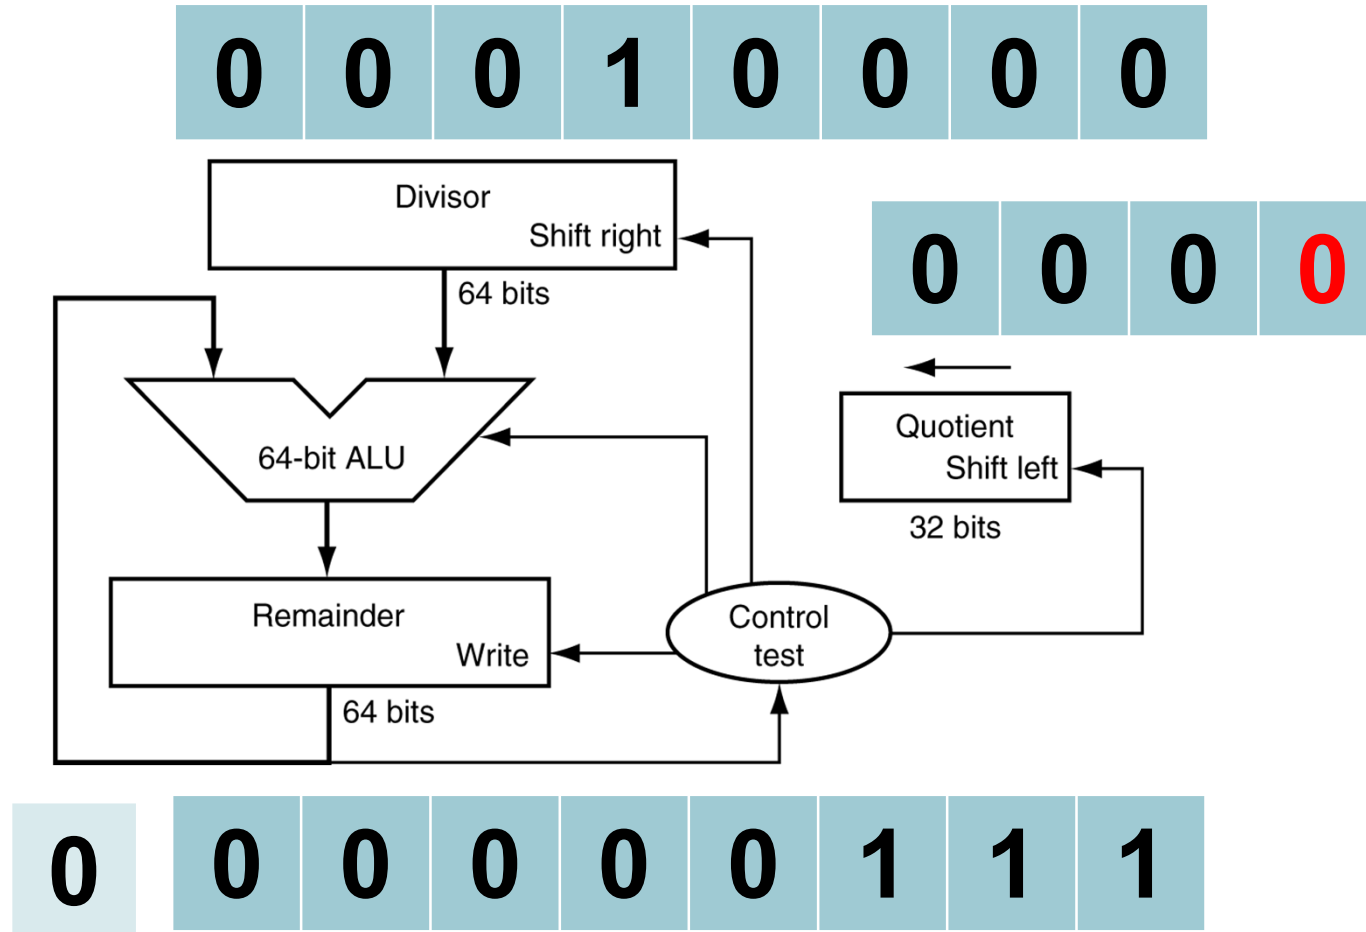 0 0 0 1 0 0 0 0
Divisor
Shift right
64 bits
0 0 0 0
64-bit ALU
Quotient
Shift left
32 bits
Remainder
Write
Control
test
64 bits
0 0 0 0 0 0 1 1 1